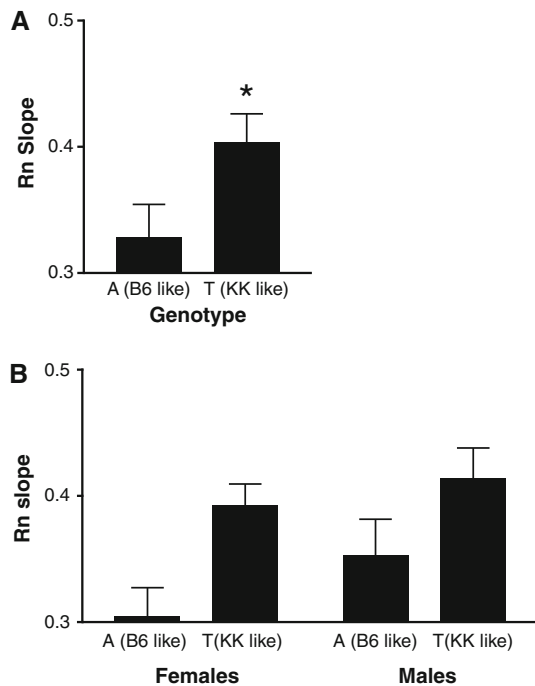 A
0.5
0.4
0.3
Rn Slope
*
A (B6 like) T (KK like)
Genotype
B
0.5
0.4
0.3
Rn slope
A (B6 like) T(KK like) A (B6 like) T(KK like)
Females Males